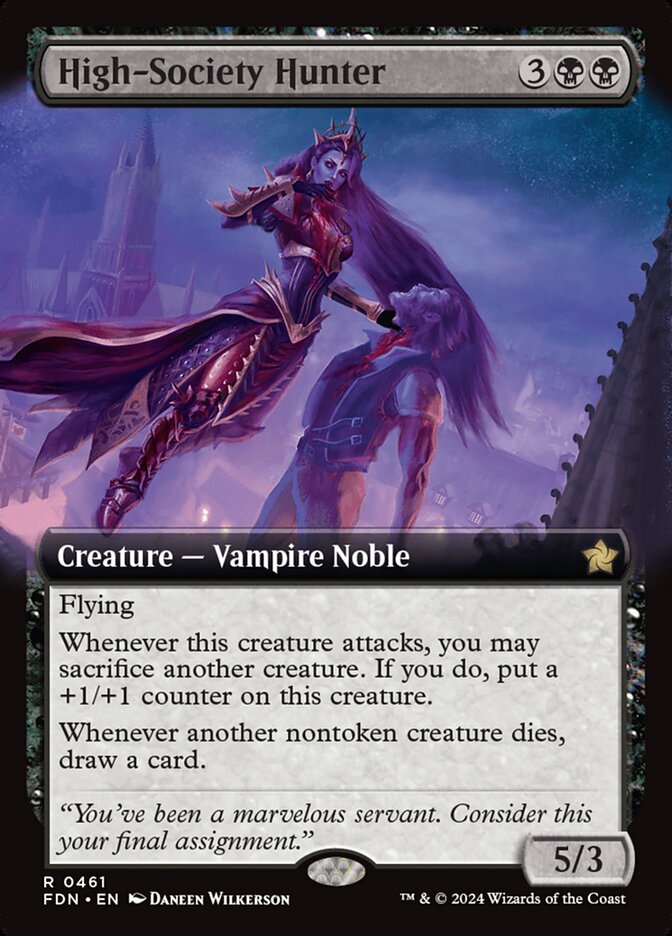 High-Society Hunter 3
Creature — Vampire Noble
Flying
Whenever this creature attacks, you may
sacrifice another creature. If you do, put a
+1/+1 counter on this creature.
Whenever another nontoken creature dies,
draw a card.
“You’ve been a marvelous servant. Consider this
your final assignment.”
5/3
R 0461
FDN • EN DANEEN WILKERSON
™ & © 2024 Wizards of the Coast